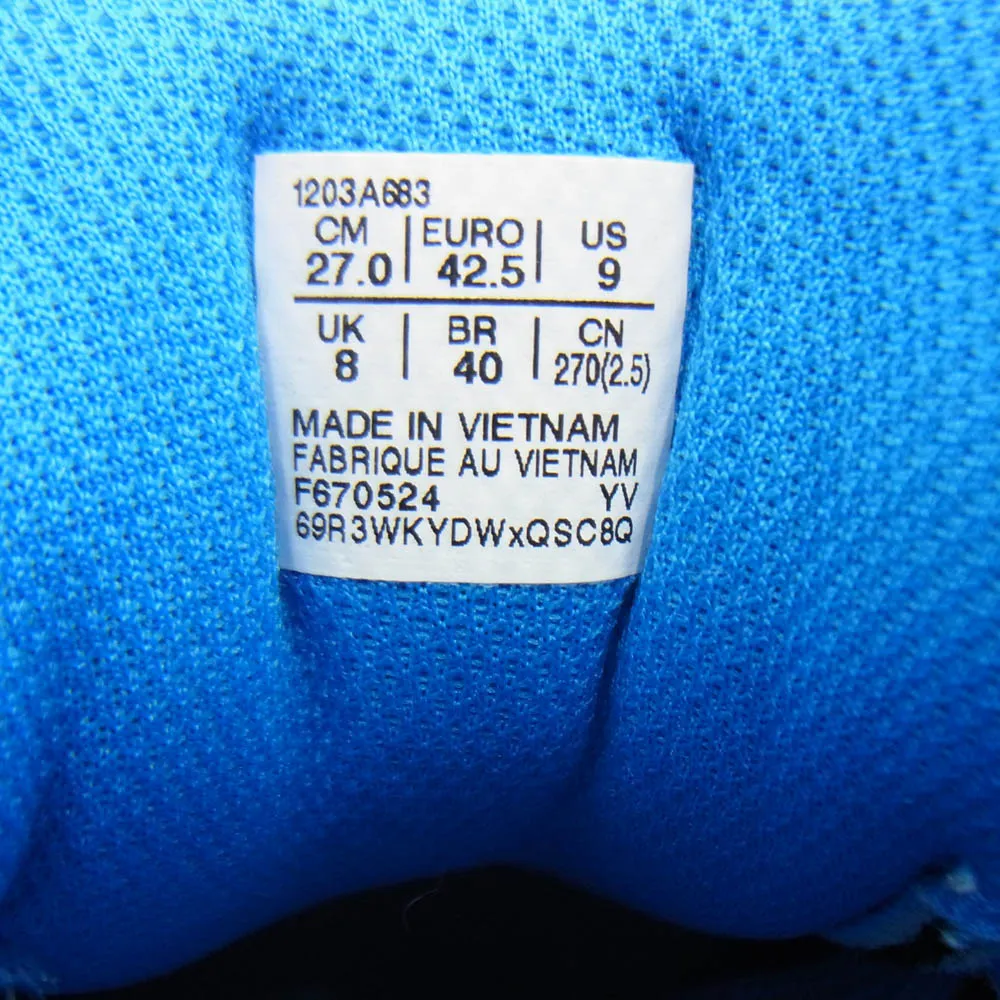 1203A683
CM | EURO | US
27.0 | 42.5 | 9
UK | BR | CN
8 | 40 | 270(2.5)
MADE IN VIETNAM
FABRIQUE AU VIETNAM
F670524 YV
69R3WKYDWxQSC8Q